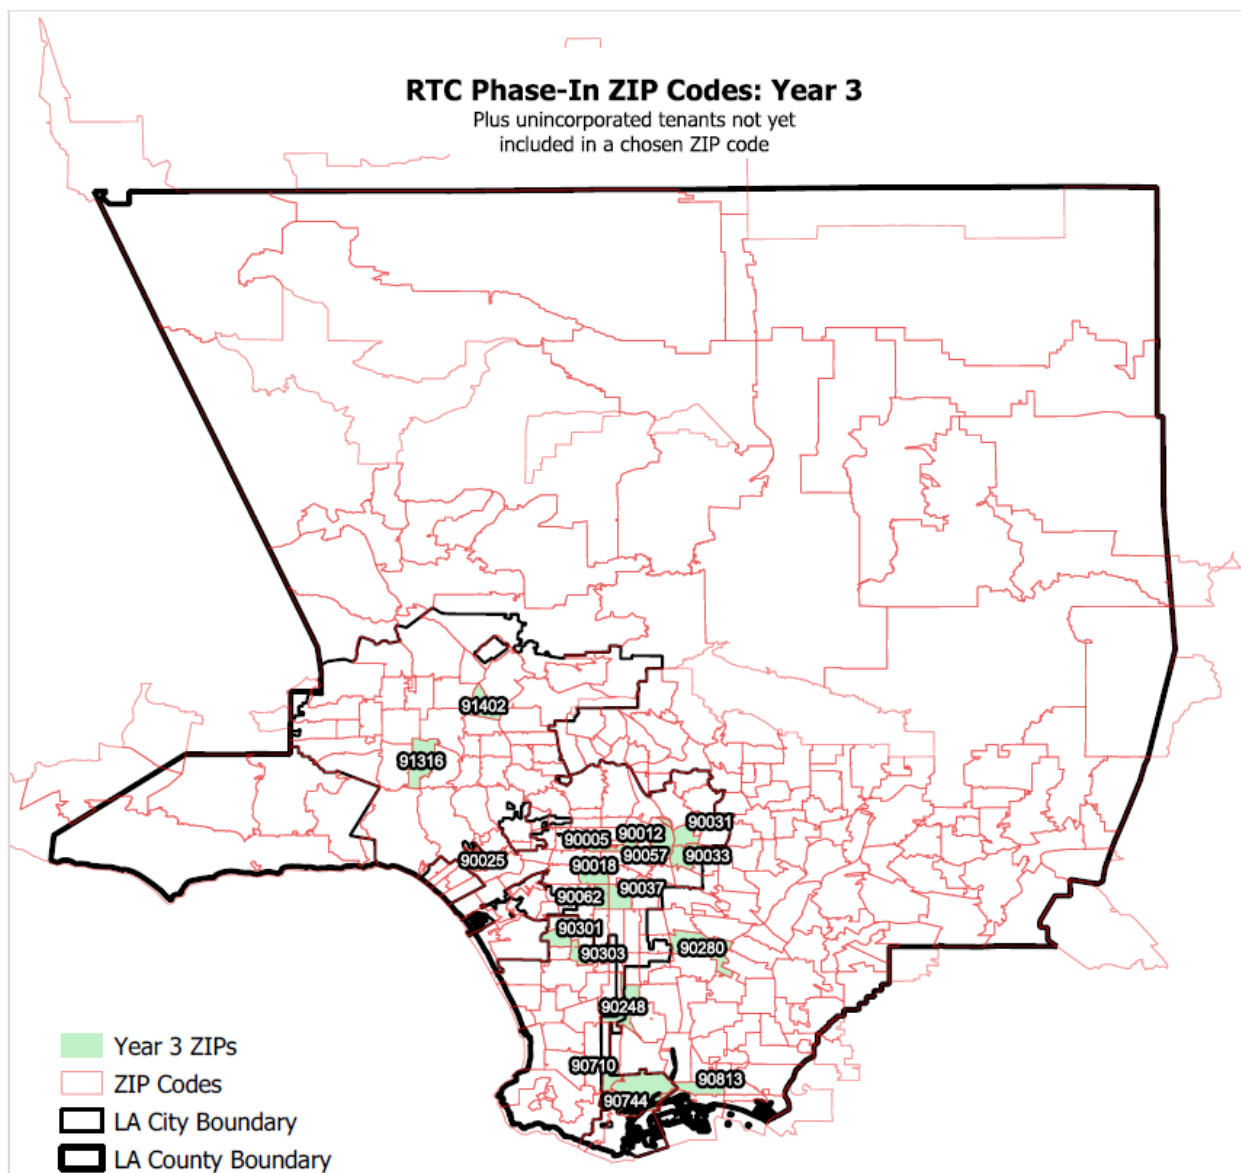 RTC Phase-In ZIP Codes: Year 3
Plus unincorporated tenants not yet
included in a chosen ZIP code
91402
91316
90031
90012
90005
90057
90033
90025
90018
90037
90062
90301
90280
90303
90248
90710
90813
90744
Year 3 ZIPs
ZIP Codes
LA City Boundary
LA County Boundary